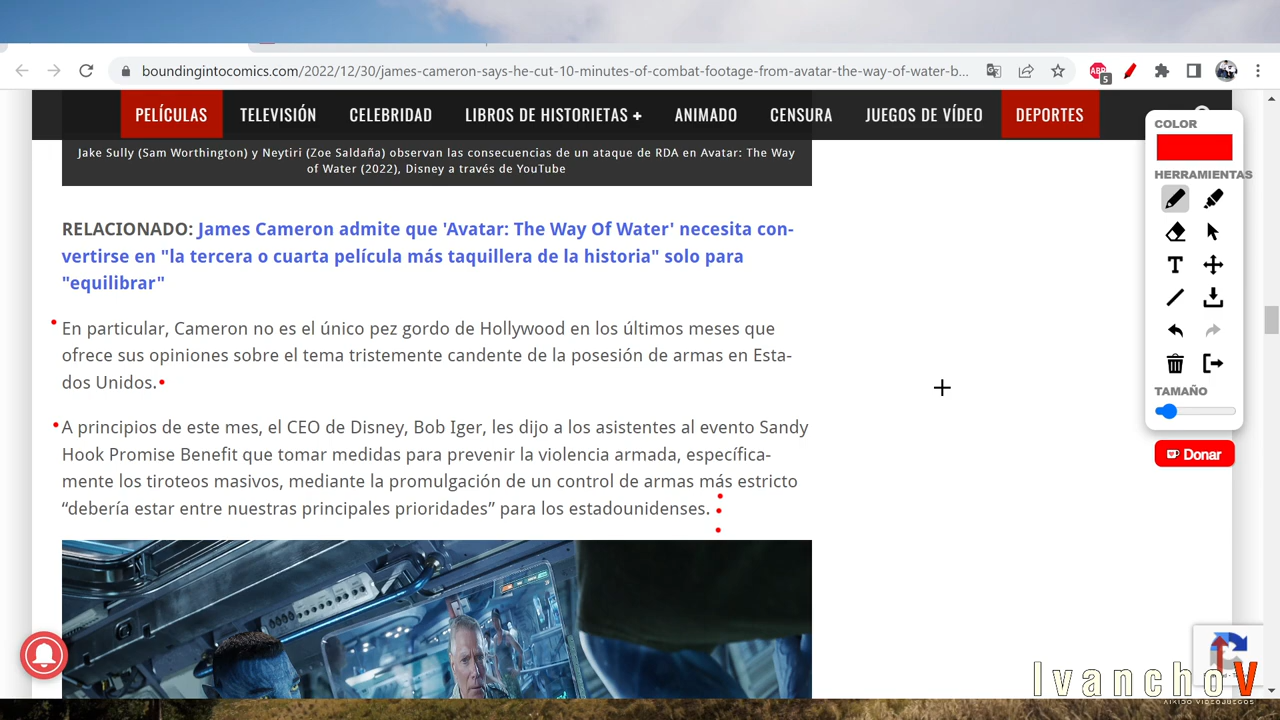 boundingintocomics.com/2022/12/30/james-cameron-says-he-cut-10-minutes-of-combat-footage-from-avatar-the-way-of-water-b...
5
PELÍCULAS
TELEVISIÓN
CELEBRIDAD
LIBROS DE HISTORIETAS +
ANIMADO
CENSURA
JUEGOS DE VÍDEO
DEPORTES
Jake Sully (Sam Worthington) y Neytiri (Zoe Saldaña) observan las consecuencias de un ataque de RDA en Avatar: The Way
of Water (2022), Disney a través de YouTube
RELACIONADO: James Cameron admite que 'Avatar: The Way Of Water' necesita con-
vertirse en "la tercera o cuarta película más taquillera de la historia" solo para
"equilibrar"
En particular, Cameron no es el único pez gordo de Hollywood en los últimos meses que
ofrece sus opiniones sobre el tema tristemente candente de la posesión de armas en Esta-
dos Unidos.
A principios de este mes, el CEO de Disney, Bob Iger, les dijo a los asistentes al evento Sandy
Hook Promise Benefit que tomar medidas para prevenir la violencia armada, específica-
mente los tiroteos masivos, mediante la promulgación de un control de armas más estricto
“debería estar entre nuestras principales prioridades” para los estadounidenses.
COLOR
HERRAMIENTAS
T
TAMAÑO
Donar
IvanchoV
AIKIDO VIDEOJUEGOS